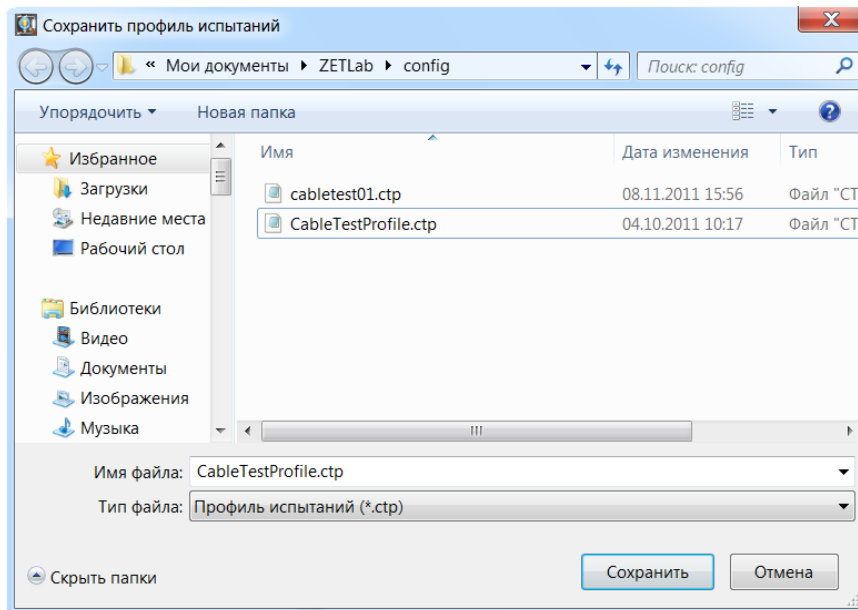 Сохранить профиль испытаний
« Мои документы ZETLab config
Поиск: config
Упорядочить Новая папка
Имя Дата изменения Тип
Избранное
Загрузки
Недавние места
Рабочий стол
Библиотеки
Видео
Документы
Изображения
Музыка
cabletest01.ctp 08.11.2011 15:56 Файл "CT
CableTestProfile.ctp 04.10.2011 10:17 Файл "CT
Имя файла: CableTestProfile.ctp
Тип файла: Профиль испытаний (*.ctp)
Скрыть папки
Сохранить
Отмена